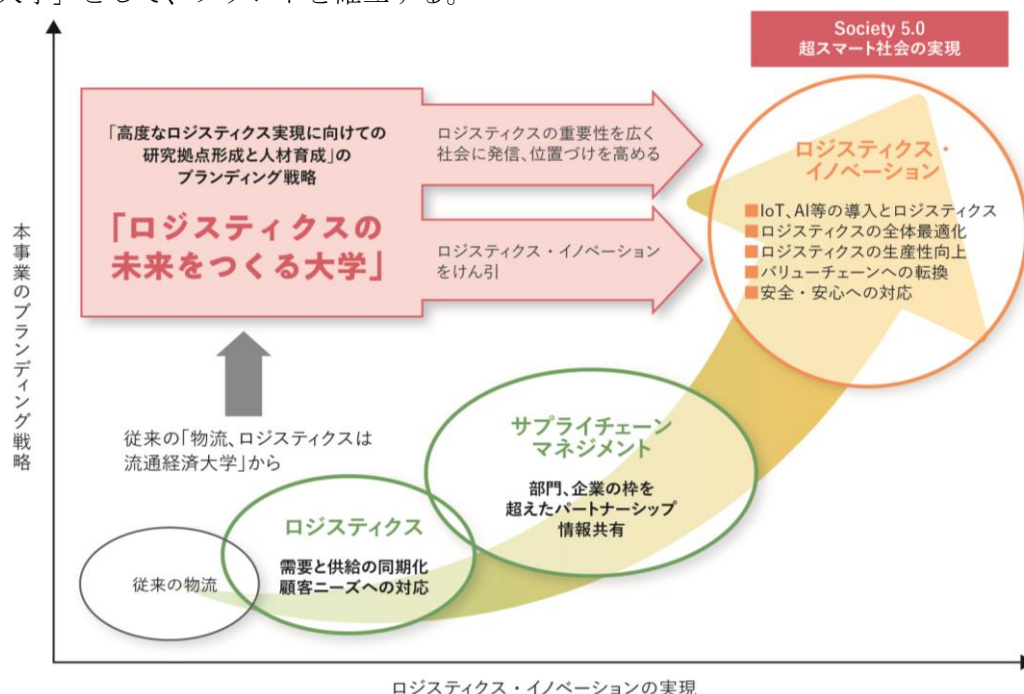 大学」として、ブランドを確立する。
Society 5.0
超スマート社会の実現
「高度なロジスティクス実現に向けての
研究拠点形成と人材育成」の
ブランディング戦略
「ロジスティクスの
未来をつくる大学」
ロジスティクスの重要性を広く
社会に発信、位置づけを高める
ロジスティクス・イノベーション
をけん引
ロジスティクス・
イノベーション
■IoT、AI等の導入とロジスティクス
■ロジスティクスの全体最適化
■ロジスティクスの生産性向上
■バリューチェーンへの転換
■安全・安心への対応
本事業のブランディング戦略
従来の「物流、ロジスティクスは
流通経済大学」から
サプライチェーン
マネジメント
部門、企業の枠を
超えたパートナーシップ
情報共有
ロジスティクス
需要と供給の同期化
顧客ニーズへの対応
従来の物流
ロジスティクス・イノベーションの実現